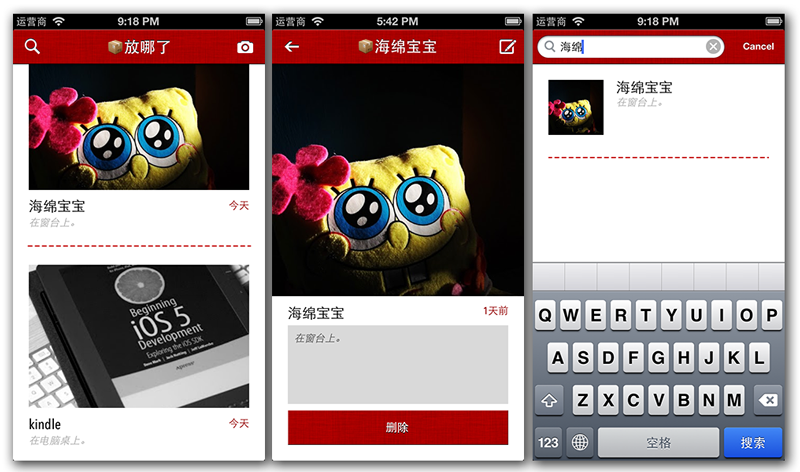 运营商 9:18 PM
放哪了
海绵宝宝 今天
在窗台上。
Beginning
iOS 5
Development
Exploring the iOS SDK
kindle 今天
在电脑桌上。
运营商 5:42 PM
海绵宝宝
海绵宝宝 1天前
在窗台上。
删除
运营商 9:18 PM
海绵 Cancel
海绵宝宝
在窗台上。
Q W E R T Y U I O P
A S D F G H J K L
Z X C V B N M
123 空格 搜索